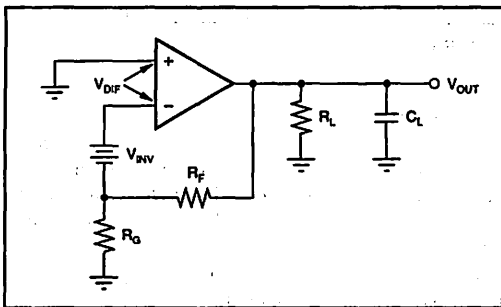 +
V_DIF
V_OUT
−
R_L
C_L
V_INV
R_F
R_G